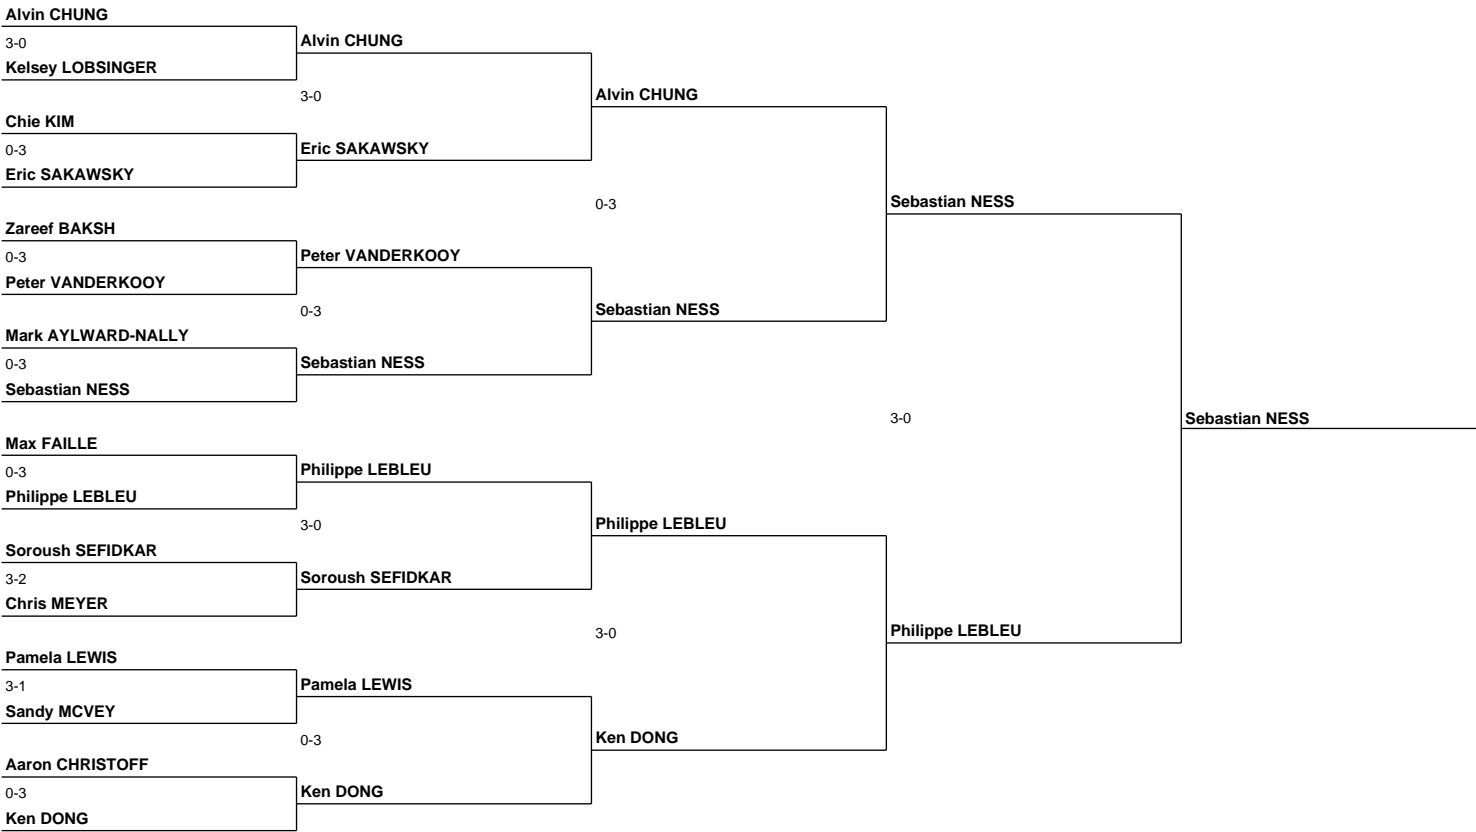 Alvin CHUNG
3-0
Alvin CHUNG
Kelsey LOBSINGER
3-0
Alvin CHUNG
Chie KIM
0-3
Eric SAKAWSKY
Eric SAKAWSKY
0-3
Sebastian NESS
Zareef BAKSH
0-3
Peter VANDERKOOY
Peter VANDERKOOY
0-3
Sebastian NESS
Mark AYLWARD-NALLY
0-3
Sebastian NESS
Sebastian NESS
3-0
Sebastian NESS
Max FAILLE
0-3
Philippe LEBLEU
Philippe LEBLEU
3-0
Philippe LEBLEU
Soroush SEFIDKAR
3-2
Soroush SEFIDKAR
Chris MEYER
3-0
Philippe LEBLEU
Pamela LEWIS
3-1
Pamela LEWIS
Sandy MCVEY
0-3
Ken DONG
Aaron CHRISTOFF
0-3
Ken DONG
Ken DONG